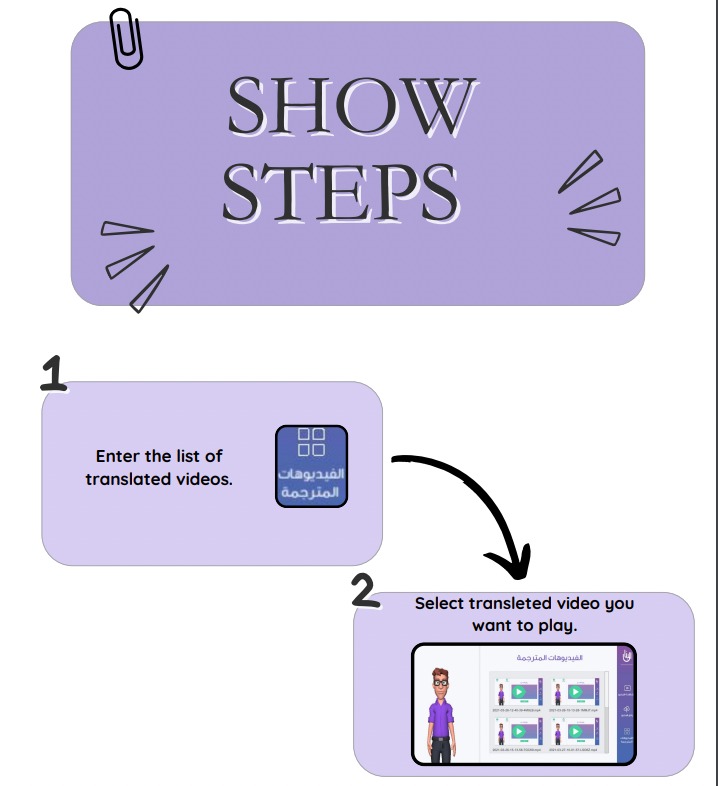 SHOW
STEPS
1
Enter the list of
translated videos.
الفيديوهات
المترجمة
2
Select transleted video you
want to play.
الفيديوهات المترجمة